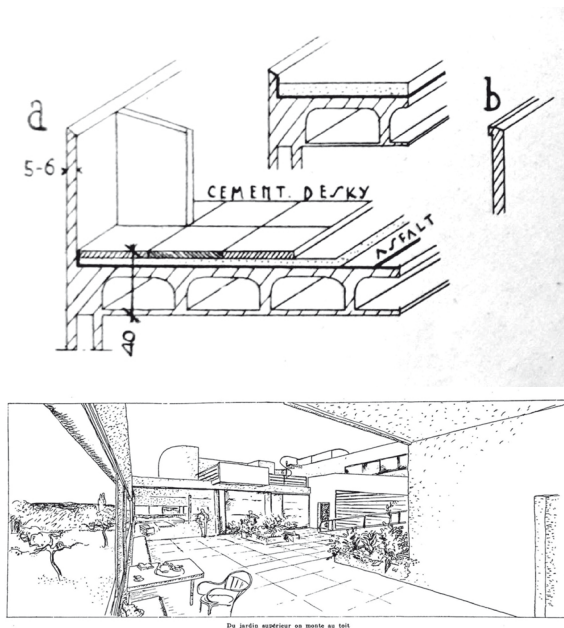 a
b
5-6
CEMENT. DESKY
ASFALT
40
Du jardin supérieur on monte au toit